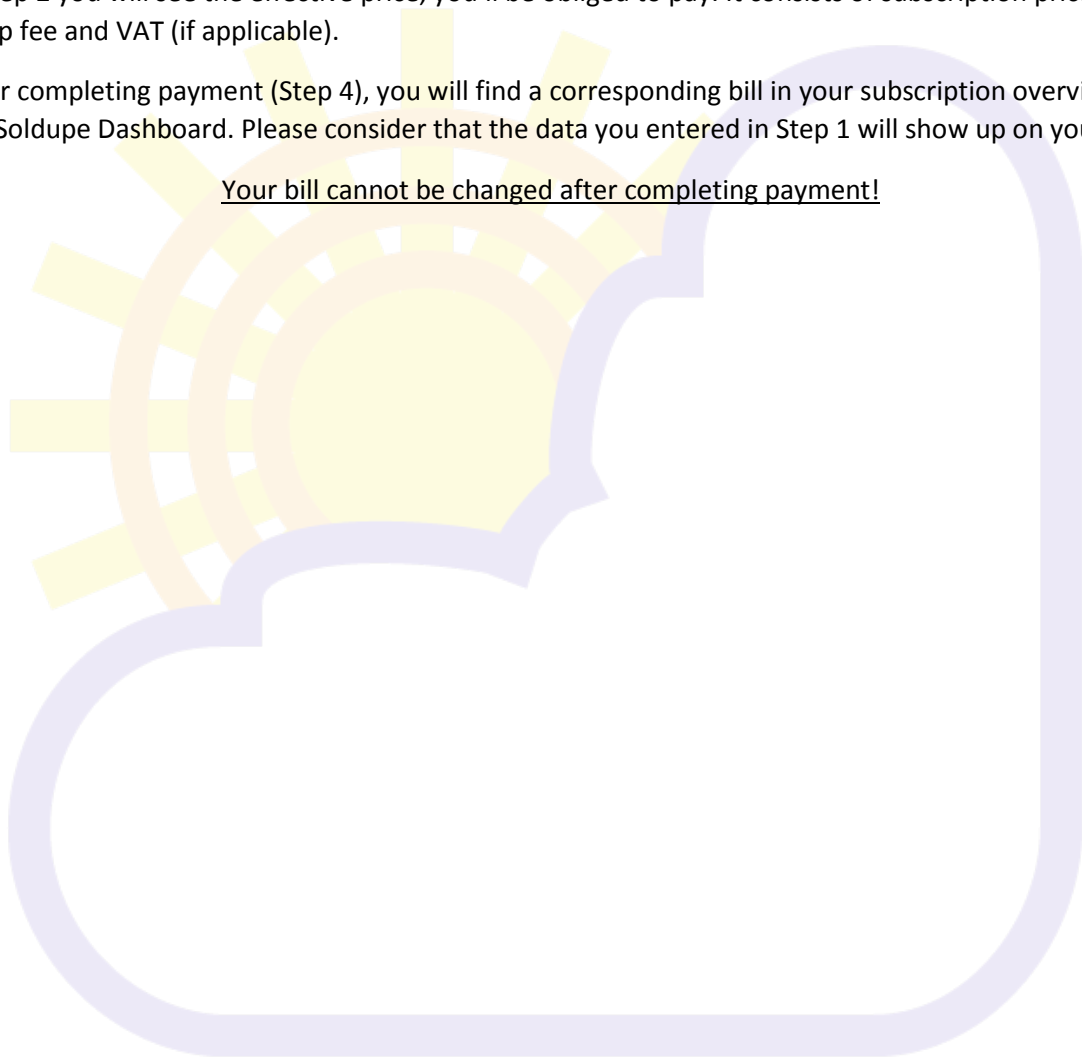 ep 2 you will see the effective price, you'll be obliged to pay. It consists of subscription pric
p fee and VAT (if applicable).
r completing payment (Step 4), you will find a corresponding bill in your subscription overvi
Soldupe Dashboard. Please consider that the data you entered in Step 1 will show up on you
Your bill cannot be changed after completing payment!